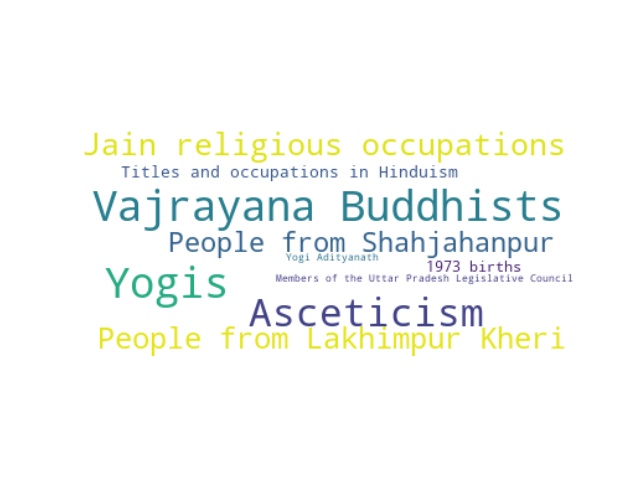 Jain religious occupations
Titles and occupations in Hinduism
Vajrayana Buddhists
People from Shahjahanpur
Yogi Adityanath
1973 births
Yogis
Members of the Uttar Pradesh Legislative Council
Asceticism
People from Lakhimpur Kheri